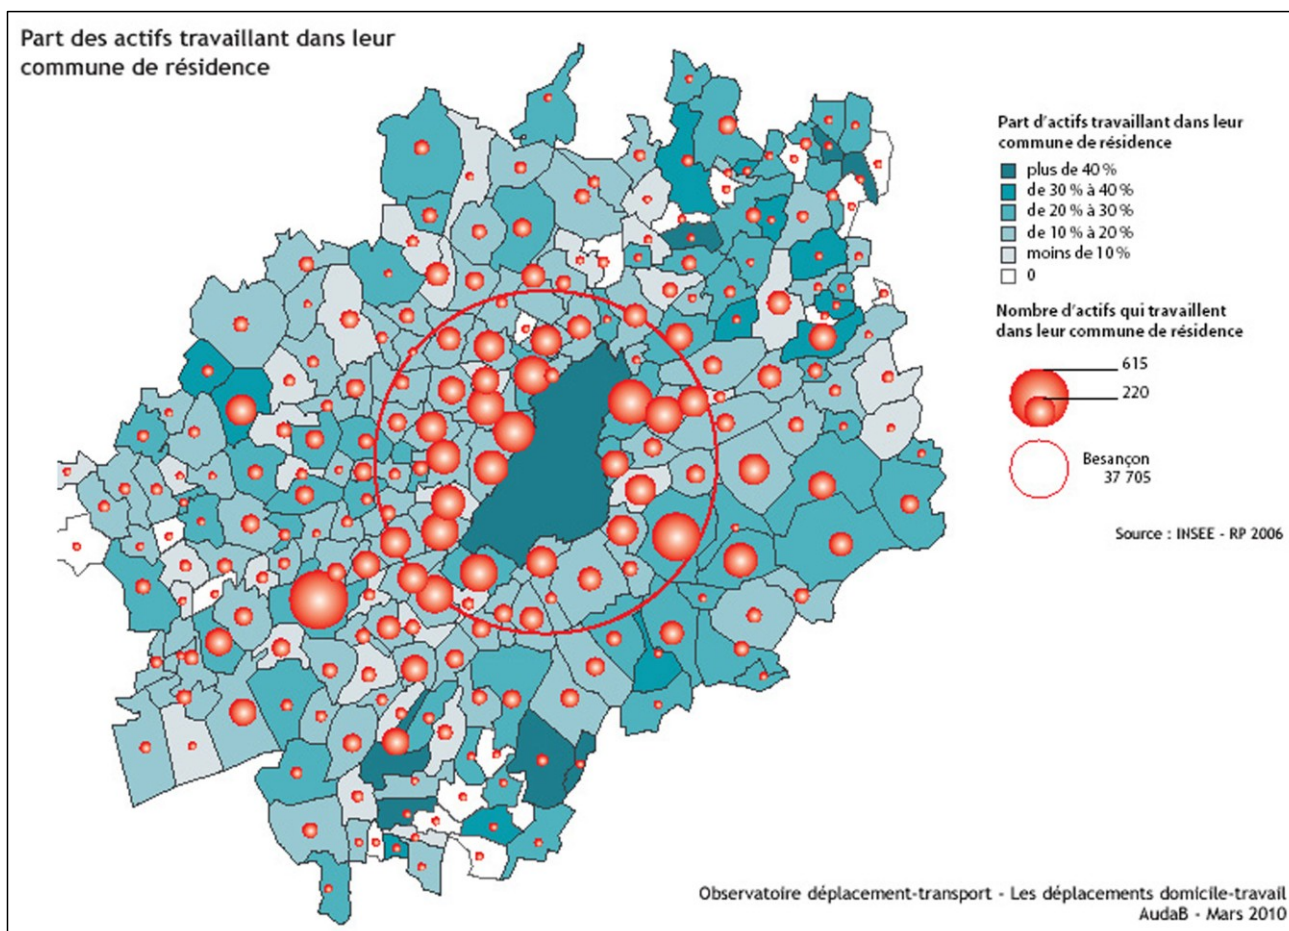 Part des actifs travaillant dans leur
commune de résidence
Part d'actifs travaillant dans leur
commune de résidence
plus de 40 %
de 30 % à 40 %
de 20 % à 30 %
de 10 % à 20 %
moins de 10 %
0
Nombre d'actifs qui travaillent
dans leur commune de résidence
615
220
Besançon
37 705
Source : INSEE - RP 2006
Observatoire déplacement-transport - Les déplacements domicile-travail
AudaB - Mars 2010